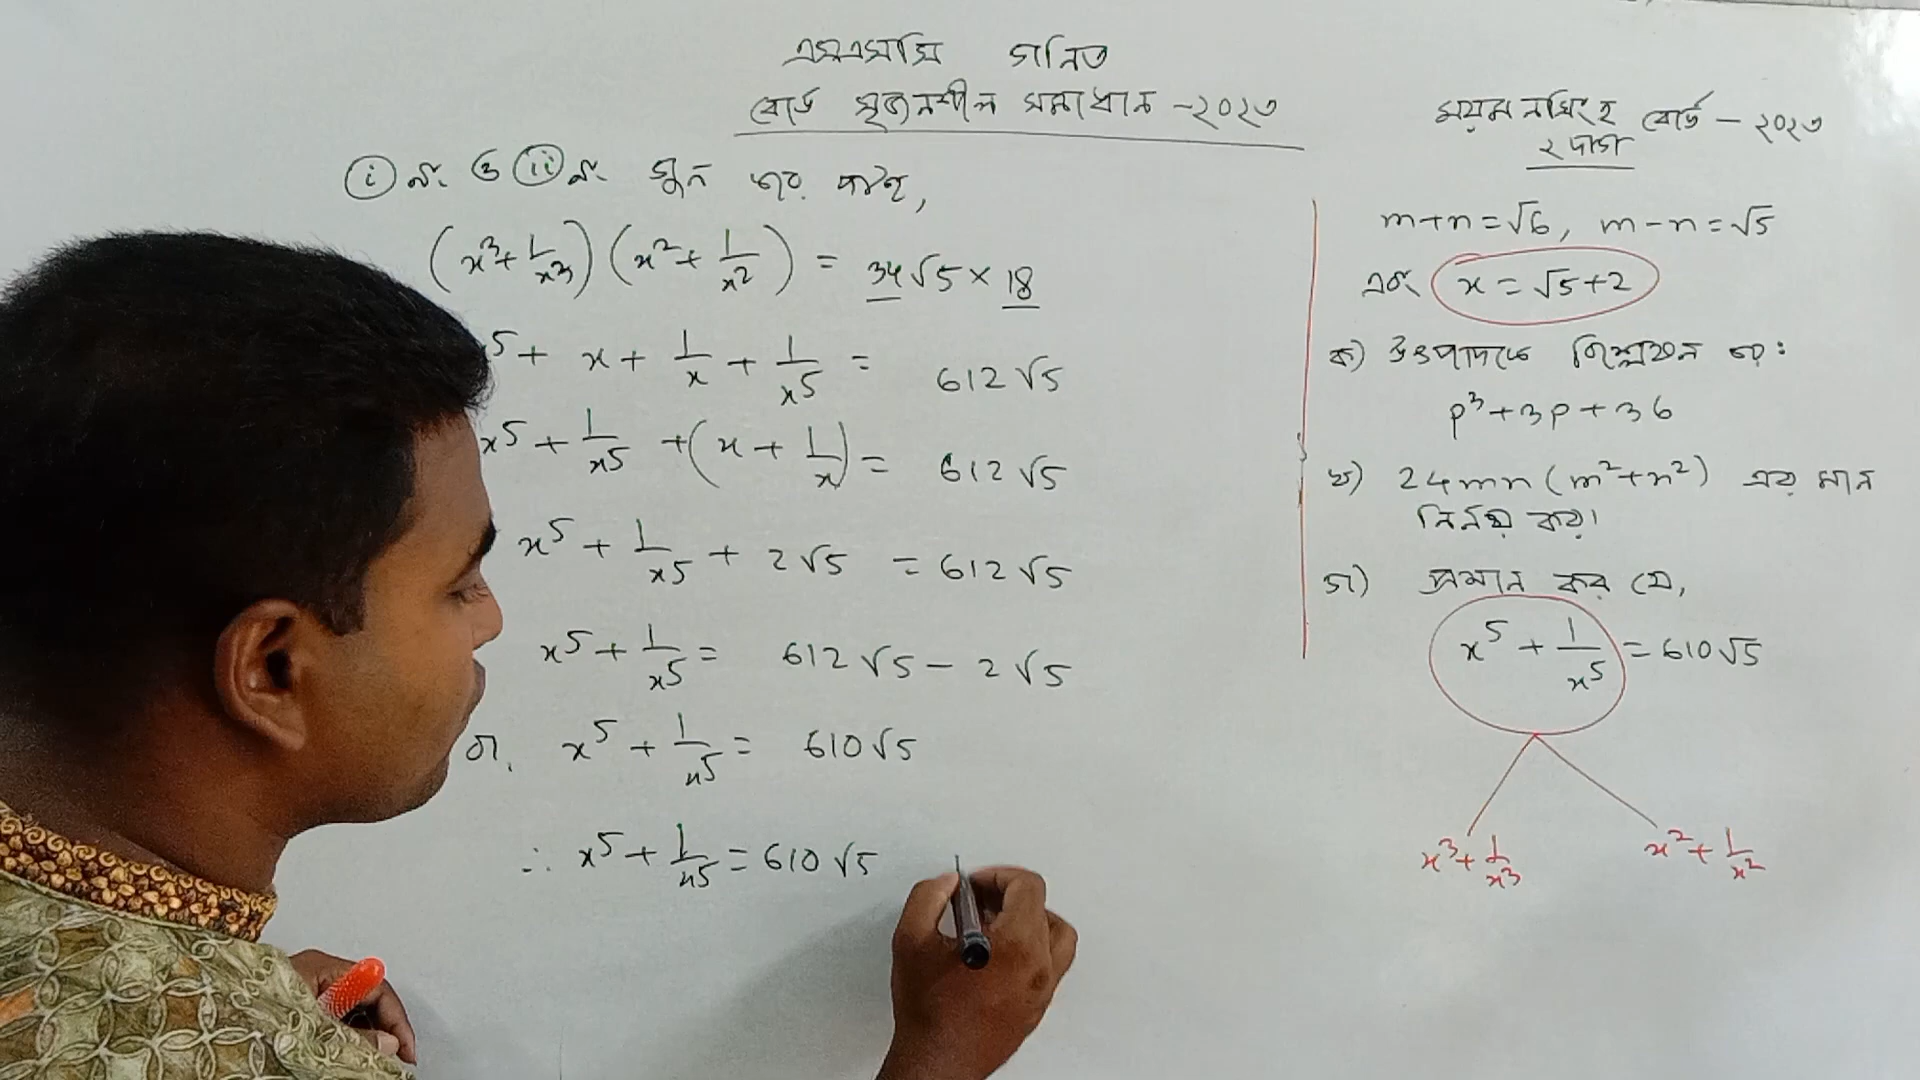 এসএসসি গনিত
বোর্ড সৃজনশীল সমাধান -২০২৩
ময়মনসিংহ বোর্ড - ২০২৩
২ দাগ
(i) নং ও (ii) নং গুন করে পাই,
(x³ + 1/x³) (x² + 1/x²) = 34√5 × 18
⁵ + x + 1/x + 1/x⁵ = 612√5
x⁵ + 1/x⁵ + (x + 1/x) = 612√5
x⁵ + 1/x⁵ + 2√5 = 612√5
x⁵ + 1/x⁵ = 612√5 - 2√5
বা, x⁵ + 1/x⁵ = 610√5
∴ x⁵ + 1/x⁵ = 610√5
m+n = √6, m-n = √5
এবং x = √5+2
ক) উৎপাদকে বিশ্লেষন কর:
p³ + 3p + 36
খ) 24mn (m²+n²) এর মান
নির্নয় কর।
গ) প্রমান কর যে,
x⁵ + 1/x⁵ = 610√5
x³ + 1/x³ x² + 1/x²